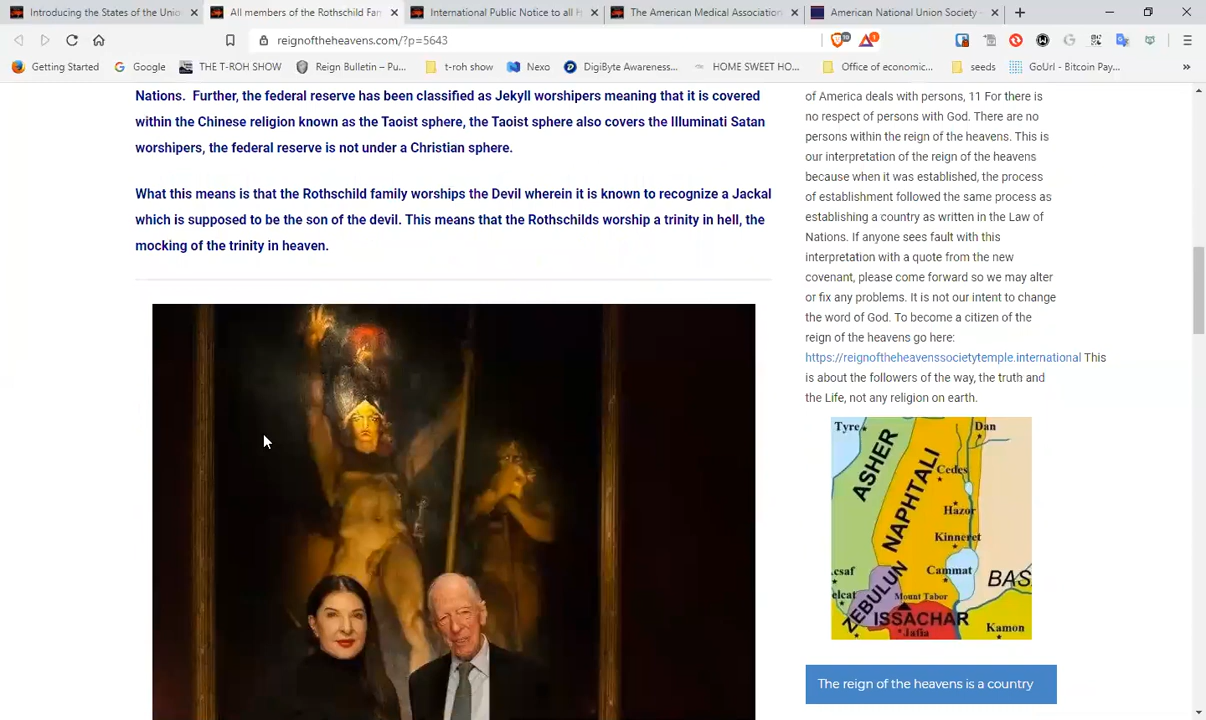 Introducing the States of the Union
All members of the Rothschild Fan
International Public Notice to all H
The American Medical Association
American National Union Society -
reignoftheheavens.com/?p=5643
Getting Started
Google
THE T-ROH SHOW
Reign Bulletin – Pu...
t-roh show
Nexo
DigiByte Awareness...
HOME SWEET HO...
Office of economic...
seeds
GoUrl - Bitcoin Pay...
Nations.  Further, the federal reserve has been classified as Jekyll worshipers meaning that it is covered
within the Chinese religion known as the Taoist sphere, the Taoist sphere also covers the Illuminati Satan
worshipers, the federal reserve is not under a Christian sphere.
What this means is that the Rothschild family worships the Devil wherein it is known to recognize a Jackal
which is supposed to be the son of the devil. This means that the Rothschilds worship a trinity in hell, the
mocking of the trinity in heaven.
of America deals with persons, 11 For there is
no respect of persons with God. There are no
persons within the reign of the heavens. This is
our interpretation of the reign of the heavens
because when it was established, the process
of establishment followed the same process as
establishing a country as written in the Law of
Nations. If anyone sees fault with this
interpretation with a quote from the new
covenant, please come forward so we may alter
or fix any problems. It is not our intent to change
the word of God. To become a citizen of the
reign of the heavens go here:
https://reignoftheheavenssocietytemple.international This
is about the followers of the way, the truth and
the Life, not any religion on earth.
Tyre
Dan
ASHER
NAPHTALI
Cedes
Hazor
Kinneret
Cammat
.csaf
elcat
BAS
ZEBULUN
Mount Tabor
ISSACHAR
Jafia
Kamon
The reign of the heavens is a country